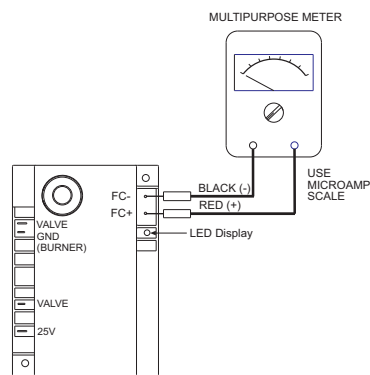 MULTIPURPOSE METER
BLACK (-)
RED (+)
USE
MICROAMP
SCALE
FC-
FC+
LED Display
VALVE
GND
(BURNER)
VALVE
25V